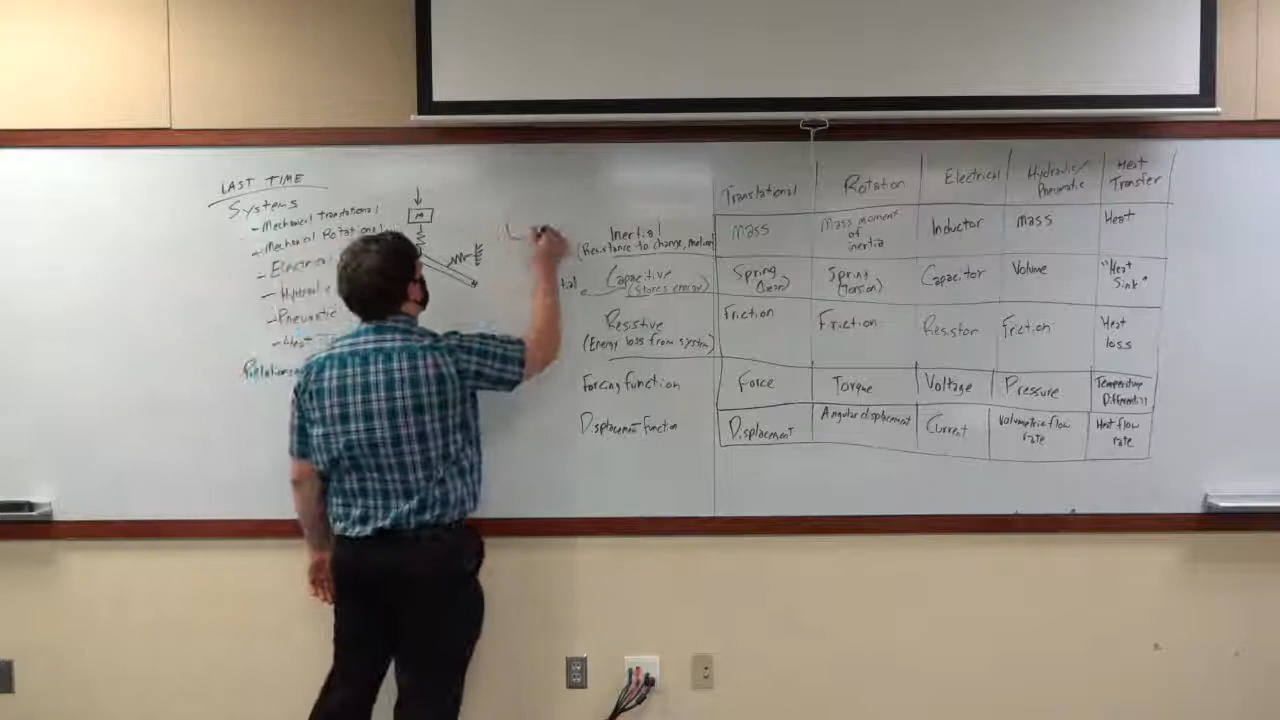 LAST TIME
Systems
- Mechanical Translational
- Mechanical Rotational
- Electrical
- Hydraulic
- Pneumatic
- Heat
M
Translational
Rotation
Electrical
Hydraulic/
Pneumatic
Heat
Transfer
Inertial
(Resistance to change, motion)
Mass
Mass moment
of
inertia
Inductor
mass
Heat
tial
Capacitive
(stores energy)
Spring
(linear)
Spring
(torsion)
Capacitor
Volume
"Heat
Sink"
Resistive
(Energy loss from system)
Friction
Friction
Resistor
Friction
Heat
loss
Forcing function
Force
Torque
Voltage
Pressure
Temperature
Differential
Displacement function
Displacement
Angular displacement
Current
Volumetric flow
rate
Heat flow
rate